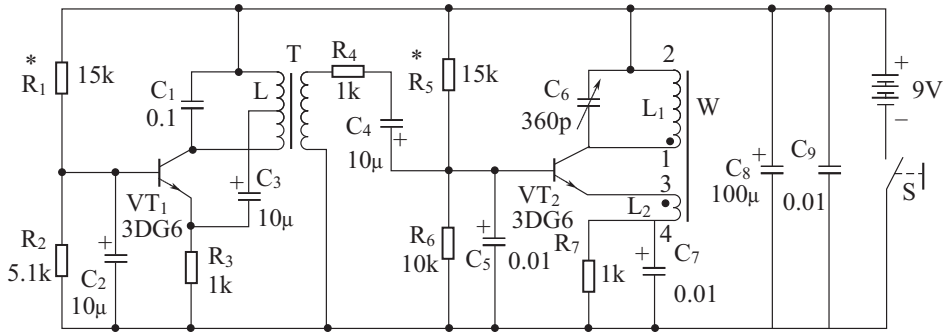 *
R1
15k
C1
0.1
L
T
R4
1k
C4
+
10μ
*
R5
15k
C6
360p
2
L1
1
W
+
9V
−
S
VT1
3DG6
+
C3
10μ
VT2
3DG6
3
L2
4
+
C8
100μ
C9
0.01
R2
5.1k
+
C2
10μ
R3
1k
R6
10k
+
C5
0.01
R7
1k
+
C7
0.01